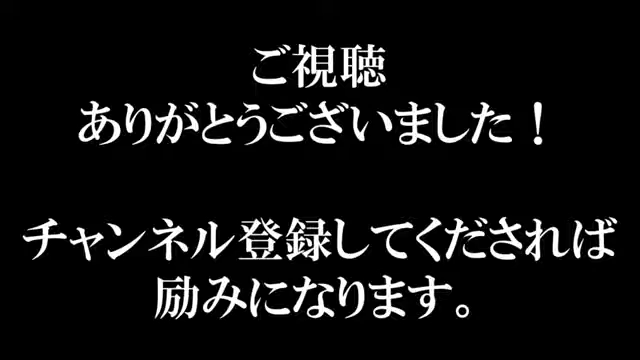 ご視聴
ありがとうございました！
チャンネル登録してくだされば
励みになります。